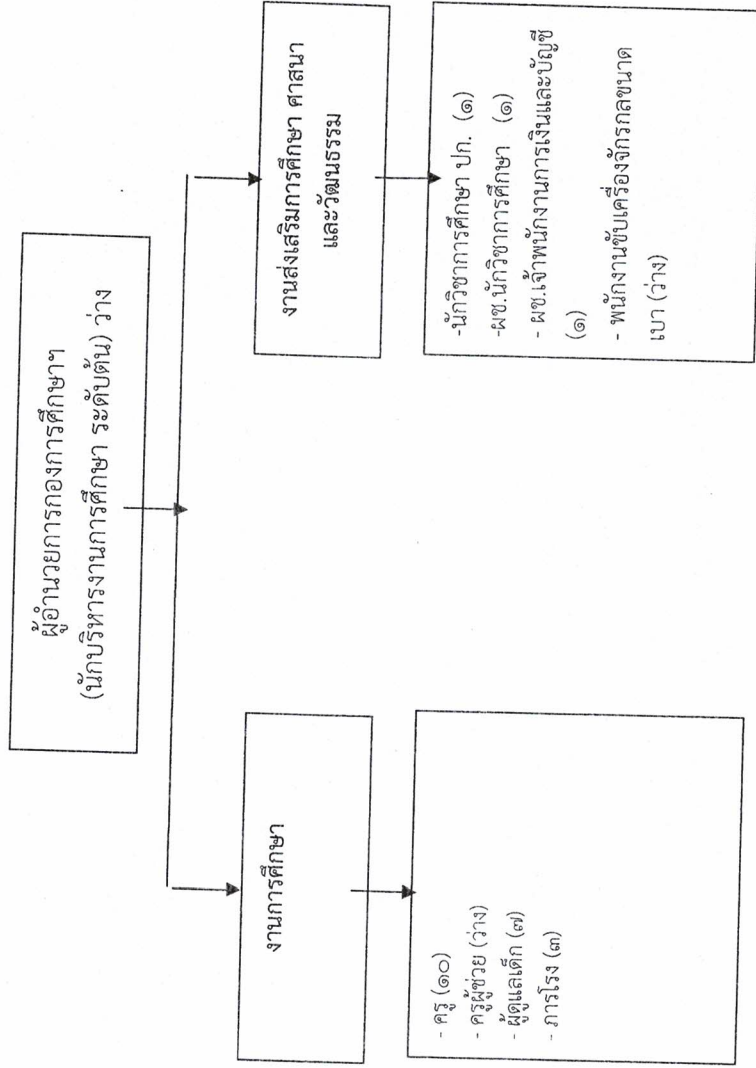 ผู้อำนวยการกองการศึกษาฯ
(นักบริหารงานการศึกษา ระดับต้น) ว่าง
งานการศึกษา
- ครู (๑๐)
- ครูผู้ช่วย (ว่าง)
- ผู้ดูแลเด็ก (๗)
- ภารโรง (๓)
งานส่งเสริมการศึกษา ศาสนา
และวัฒนธรรม
-นักวิชาการศึกษา ปก. (๑)
-ผช.นักวิชาการศึกษา (๑)
- ผช.เจ้าพนักงานการเงินและบัญชี
(๑)
- พนักงานขับเครื่องจักรกลขนาด
เบา (ว่าง)